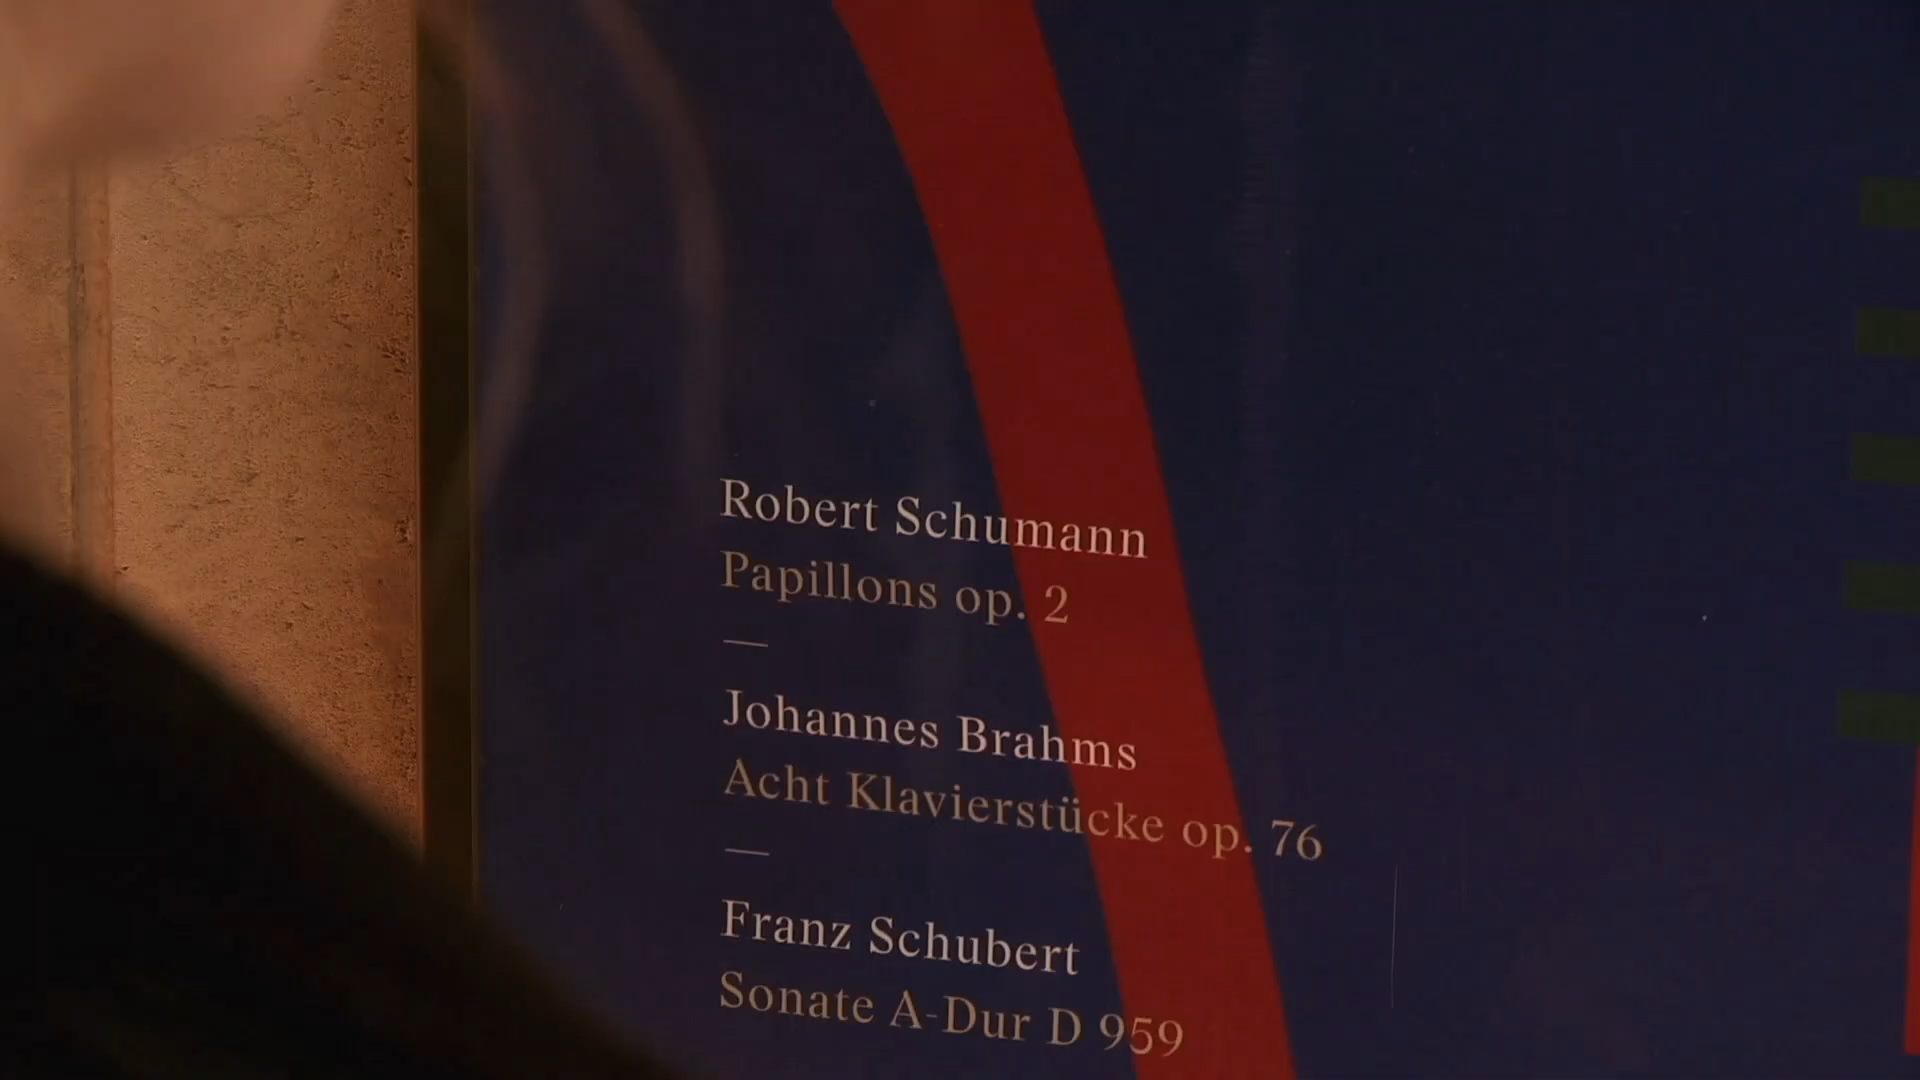 Robert Schumann
Papillons op. 2
—
Johannes Brahms
Acht Klavierstücke op. 76
—
Franz Schubert
Sonate A-Dur D 959